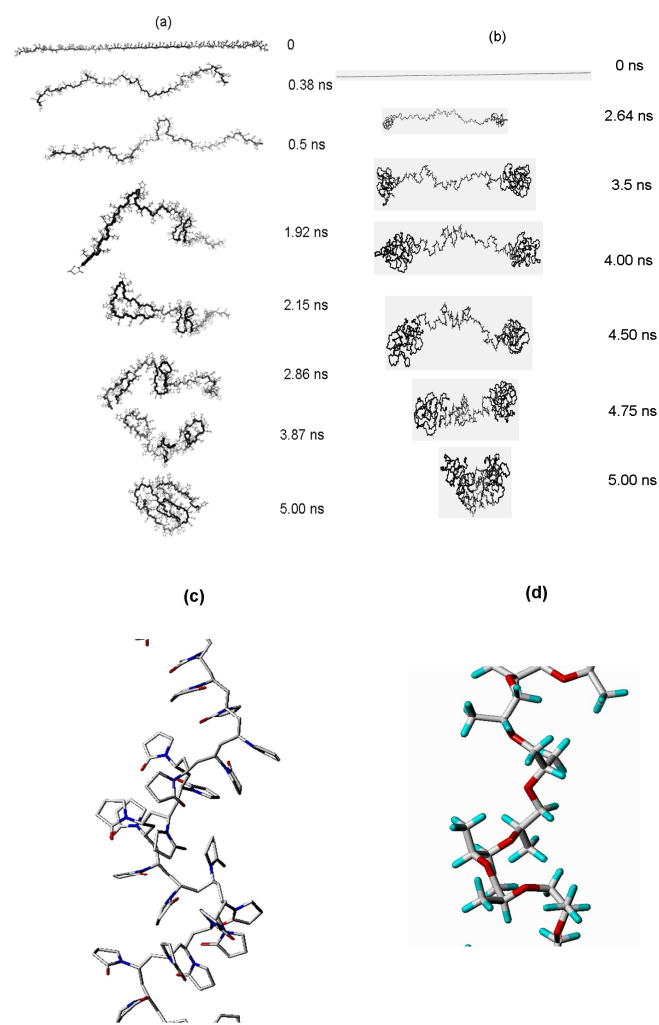 (a)
0
0.38 ns
0.5 ns
1.92 ns
2.15 ns
2.86 ns
3.87 ns
5.00 ns
(b)
0 ns
2.64 ns
3.5 ns
4.00 ns
4.50 ns
4.75 ns
5.00 ns
(c)
(d)